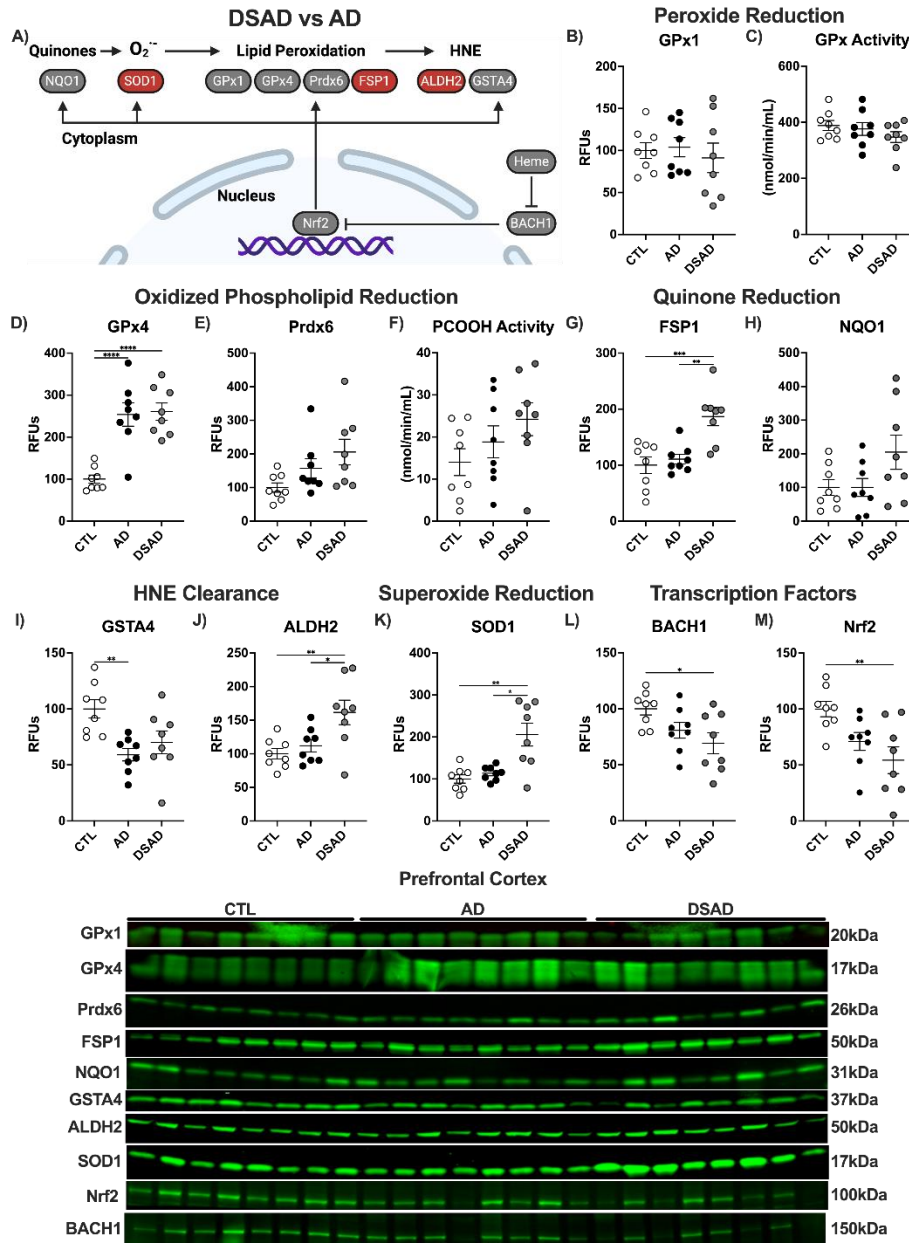 DSAD vs AD
Peroxide Reduction
A)
Quinones O₂˙⁻ Lipid Peroxidation HNE
NQO1 SOD1 GPx1 GPx4 Prdx6 FSP1 ALDH2 GSTA4
Cytoplasm
Heme
Nucleus
Nrf2 BACH1
B) GPx1
RFUs
200
150
100
50
0
CTL AD DSAD
C) GPx Activity
(nmol/min/mL)
600
400
200
0
CTL AD DSAD
Oxidized Phospholipid Reduction
Quinone Reduction
D) GPx4
RFUs
****
****
400
300
200
100
0
CTL AD DSAD
E) Prdx6
RFUs
500
400
300
200
100
0
CTL AD DSAD
F) PCOOH Activity
(nmol/min/mL)
40
30
20
10
0
CTL AD DSAD
G) FSP1
RFUs
***
**
300
200
100
0
CTL AD DSAD
H) NQO1
RFUs
500
400
300
200
100
0
CTL AD DSAD
HNE Clearance
Superoxide Reduction
Transcription Factors
I) GSTA4
RFUs
**
150
100
50
0
CTL AD DSAD
J) ALDH2
RFUs
**
*
250
200
150
100
50
0
CTL AD DSAD
K) SOD1
RFUs
**
*
400
300
200
100
0
CTL AD DSAD
L) BACH1
RFUs
*
150
100
50
0
CTL AD DSAD
M) Nrf2
RFUs
**
150
100
50
0
CTL AD DSAD
Prefrontal Cortex
CTL AD DSAD
GPx1 20kDa
GPx4 17kDa
Prdx6 26kDa
FSP1 50kDa
NQO1 31kDa
GSTA4 37kDa
ALDH2 50kDa
SOD1 17kDa
Nrf2 100kDa
BACH1 150kDa